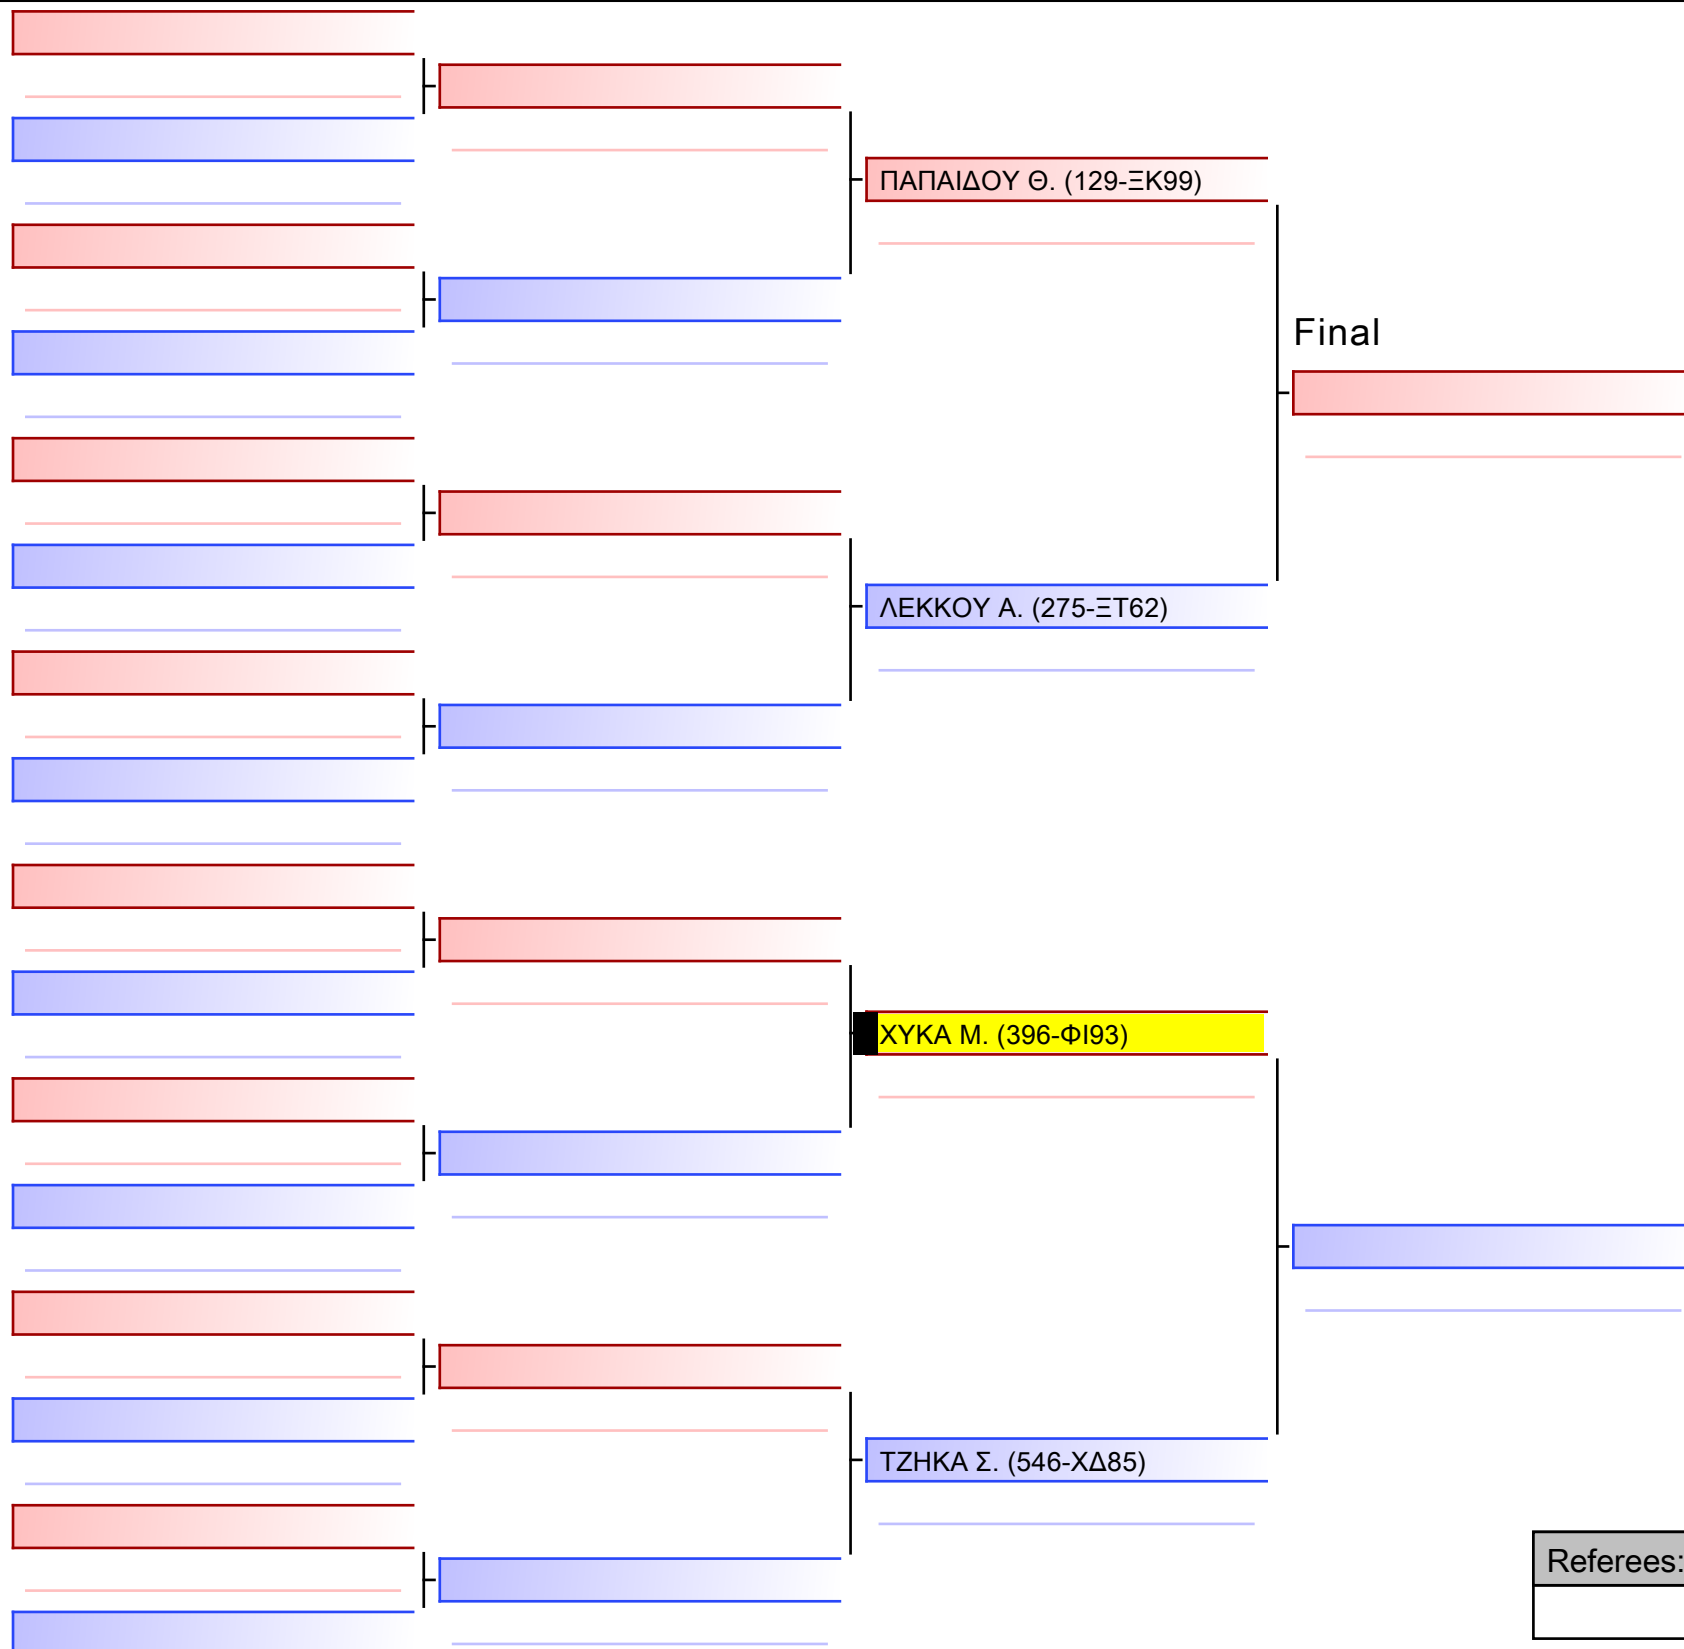 ΠΑΠΑΙΔΟΥ Θ. (129-ΞΚ99)
Final
ΛΕΚΚΟΥ Α. (275-ΞΤ62)
ΧΥΚΑ Μ. (396-ΦΙ93)
ΤΖΗΚΑ Σ. (546-ΧΔ85)
Referees: